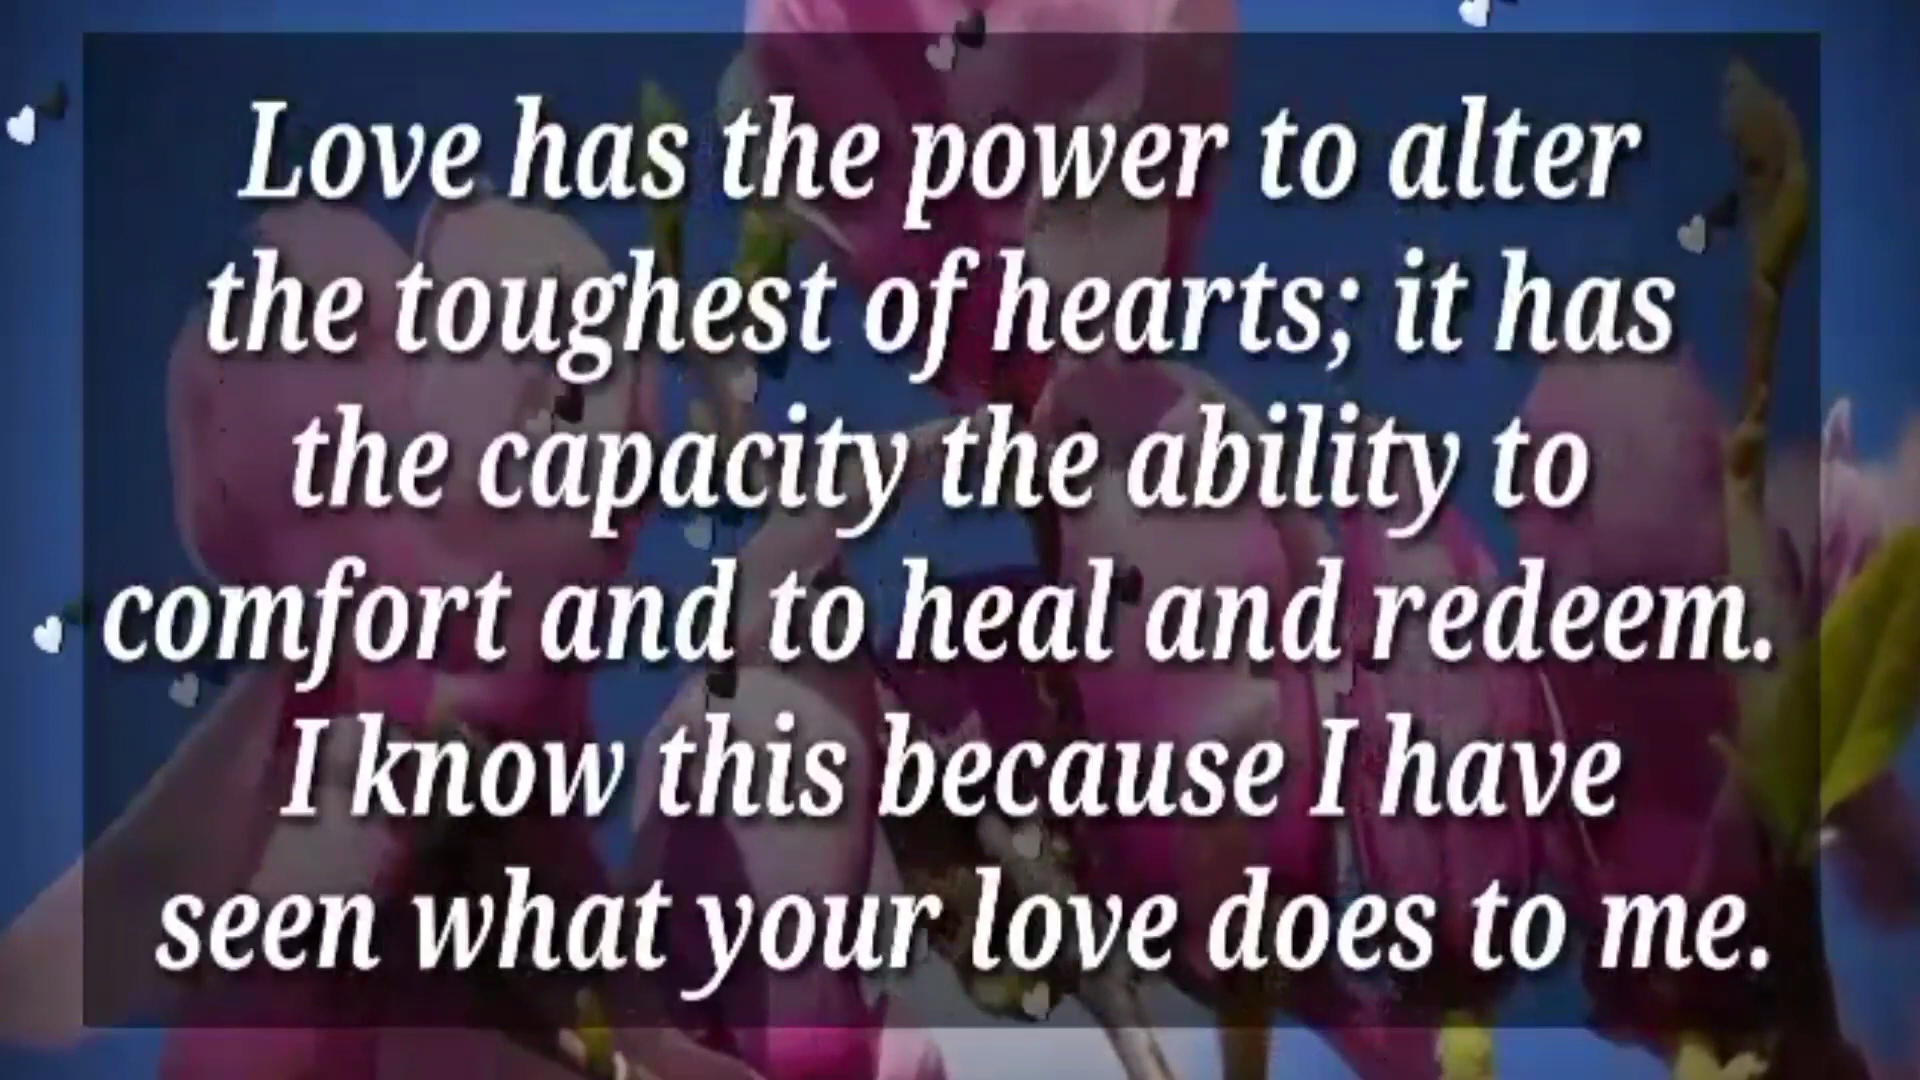 Love has the power to alter
the toughest of hearts; it has
the capacity the ability to
comfort and to heal and redeem.
I know this because I have
seen what your love does to me.